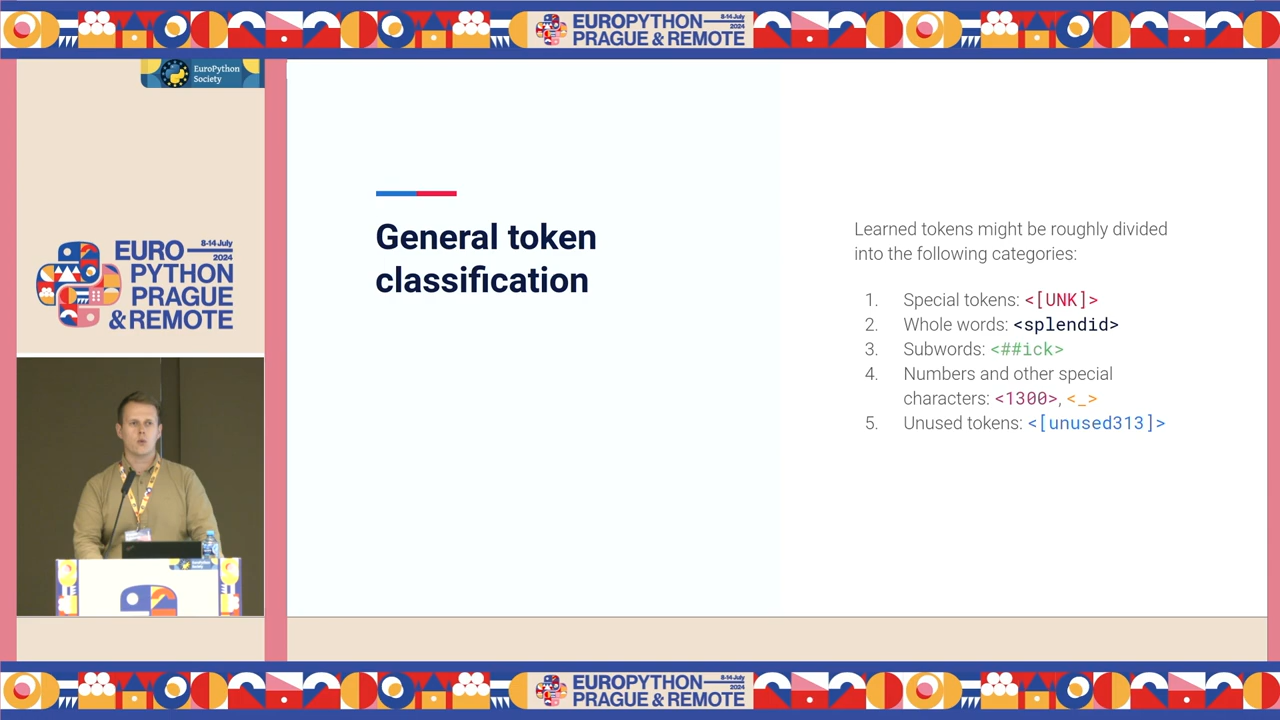 EUROPYTHON
8-14 July
2024
PRAGUE & REMOTE
EuroPython
Society
EURO
8-14 July
2024
PYTHON
PRAGUE
& REMOTE
General token
classification
Learned tokens might be roughly divided
into the following categories:
1. Special tokens: <[UNK]>
2. Whole words: <splendid>
3. Subwords: <##ick>
4. Numbers and other special
characters: <1300>, <_>
5. Unused tokens: <[unused313]>
EUROPYTHON
8-14 July
2024
PRAGUE & REMOTE